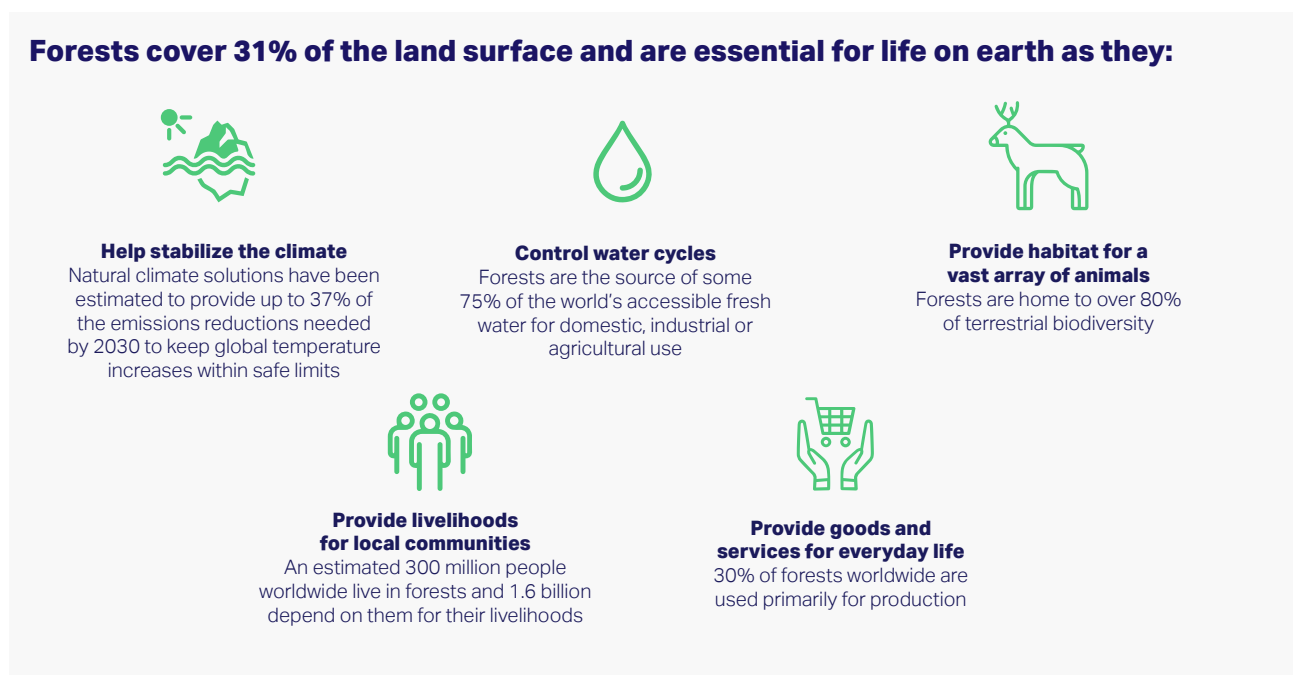 Forests cover 31% of the land surface and are essential for life on earth as they:
Help stabilize the climate
Natural climate solutions have been
estimated to provide up to 37% of
the emissions reductions needed
by 2030 to keep global temperature
increases within safe limits
Control water cycles
Forests are the source of some
75% of the world’s accessible fresh
water for domestic, industrial or
agricultural use
Provide habitat for a
vast array of animals
Forests are home to over 80%
of terrestrial biodiversity
Provide livelihoods
for local communities
An estimated 300 million people
worldwide live in forests and 1.6 billion
depend on them for their livelihoods
Provide goods and
services for everyday life
30% of forests worldwide are
used primarily for production